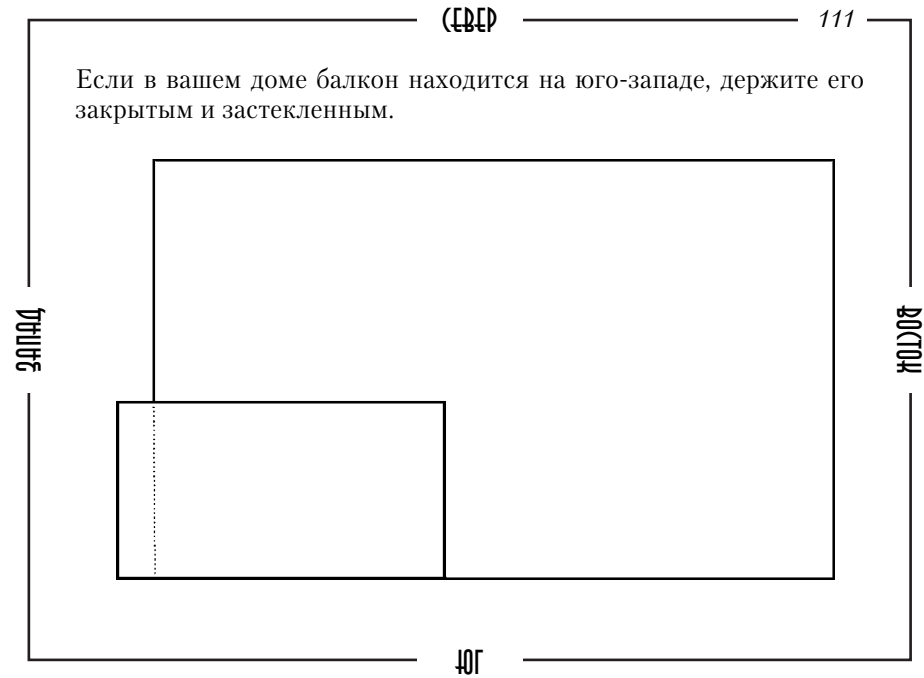 СЕВЕР
111
Если в вашем доме балкон находится на юго-западе, держите его
закрытым и застекленным.
ЗАПАД
ВОСТОК
ЮГ